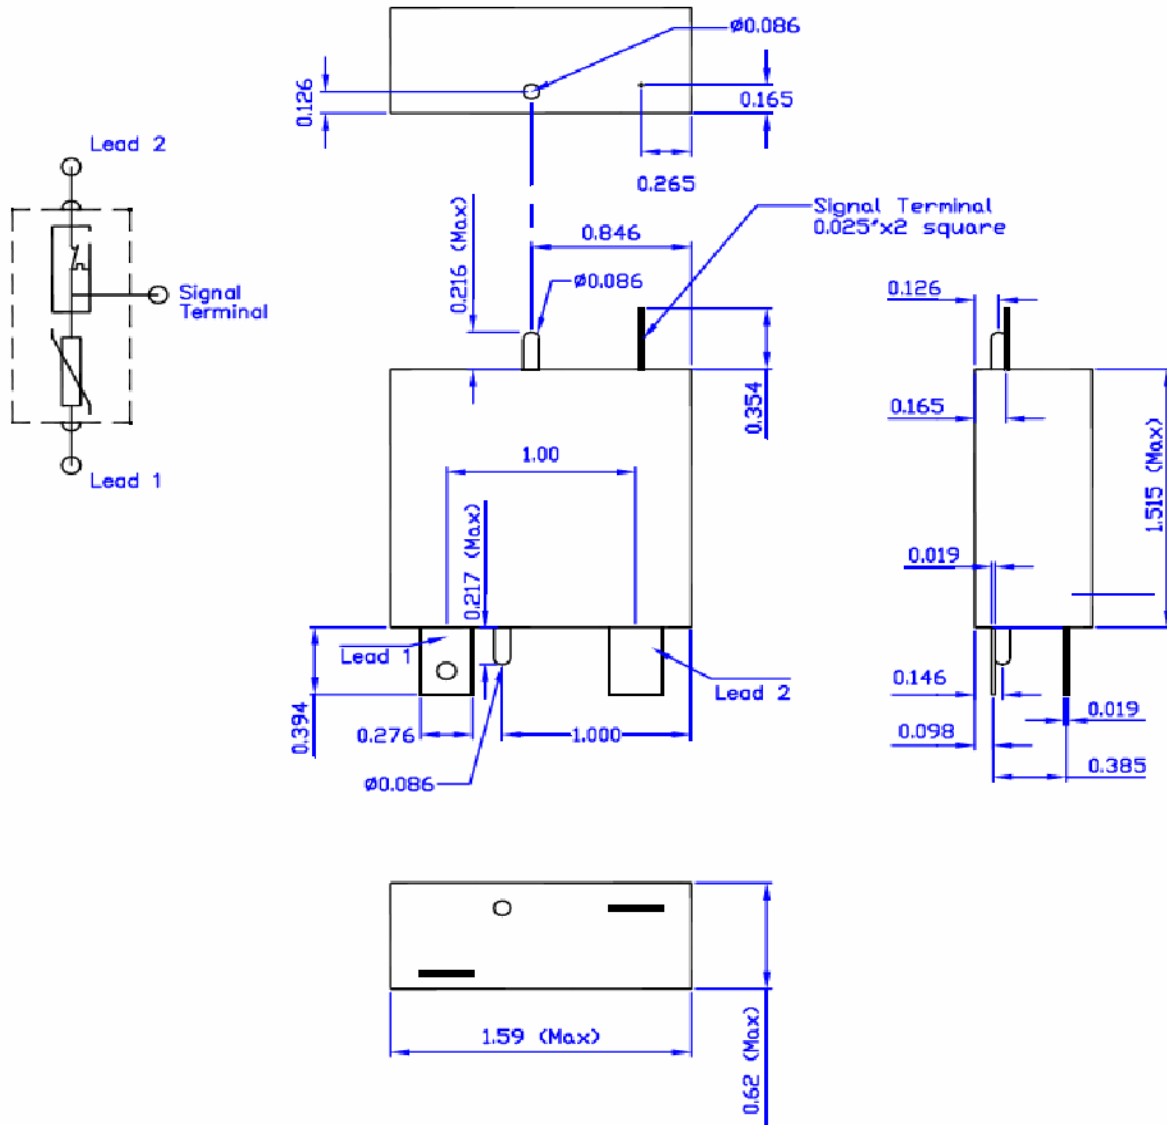 Ø0.086
0.126
0.165
0.265
Lead 2
Signal
Terminal
Lead 1
0.216 (Max)
0.846
Signal Terminal
0.025"x2 square
Ø0.086
0.354
1.00
0.217 (Max)
Lead 1
Lead 2
0.394
0.276
1.000
Ø0.086
0.126
0.165
1.515 (Max)
0.019
0.146
0.019
0.098
0.385
1.59 (Max)
0.62 (Max)